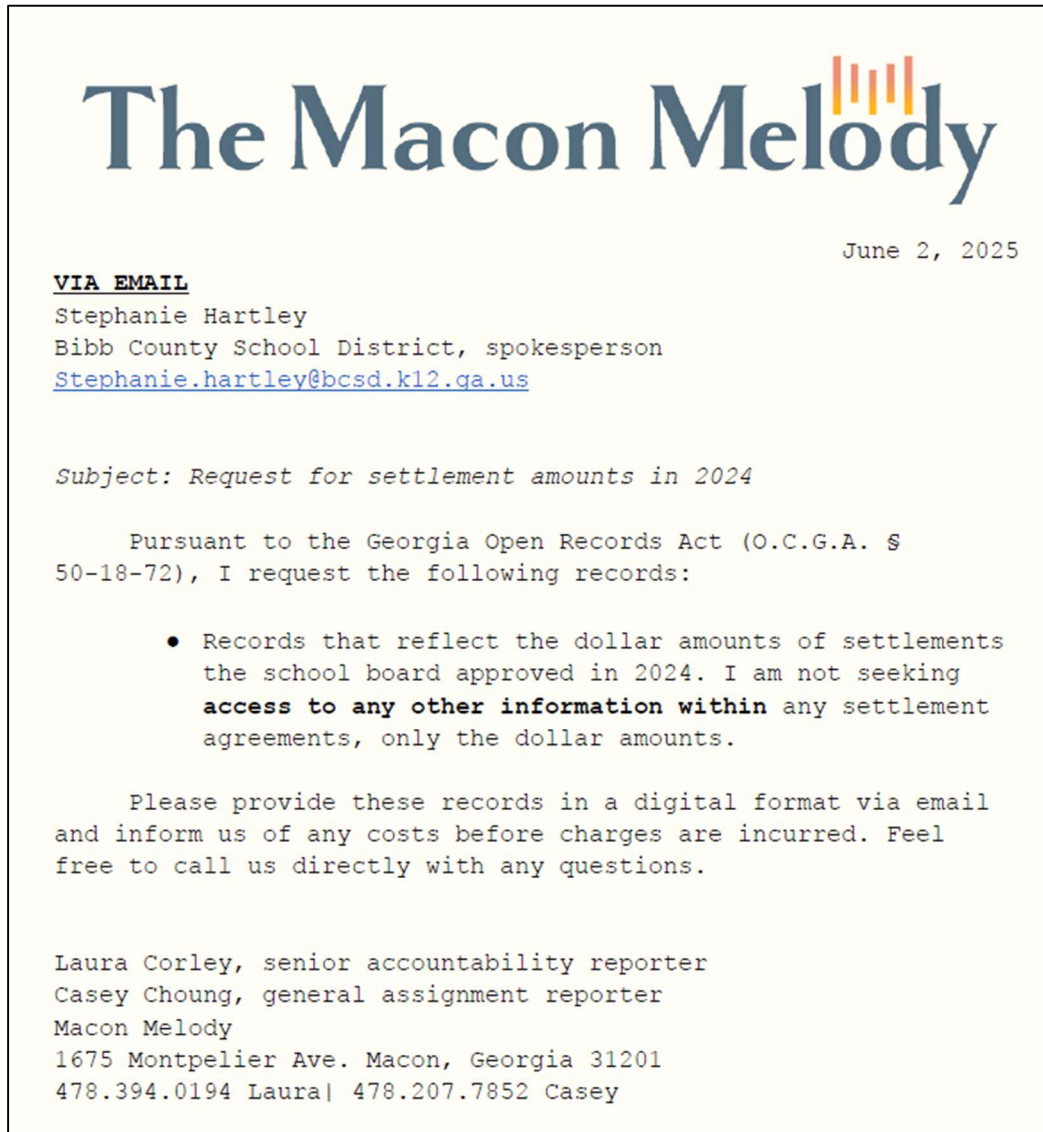 The Macon Melody
June 2, 2025
VIA EMAIL
Stephanie Hartley
Bibb County School District, spokesperson
Stephanie.hartley@bcsd.k12.ga.us
Subject: Request for settlement amounts in 2024
Pursuant to the Georgia Open Records Act (O.C.G.A. §
50-18-72), I request the following records:
● Records that reflect the dollar amounts of settlements
the school board approved in 2024. I am not seeking
access to any other information within any settlement
agreements, only the dollar amounts.
Please provide these records in a digital format via email
and inform us of any costs before charges are incurred. Feel
free to call us directly with any questions.
Laura Corley, senior accountability reporter
Casey Choung, general assignment reporter
Macon Melody
1675 Montpelier Ave. Macon, Georgia 31201
478.394.0194 Laura| 478.207.7852 Casey